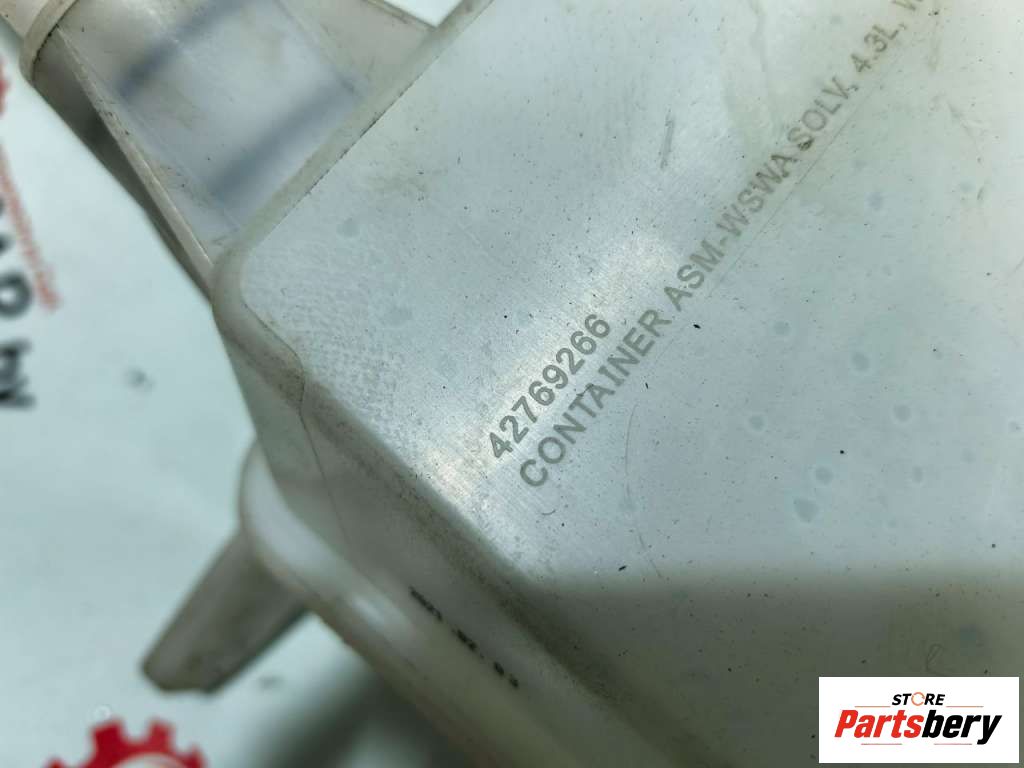 42769266
CONTAINER ASM-WSWA SOLV, 4.3L, W
STORE
Partsbery